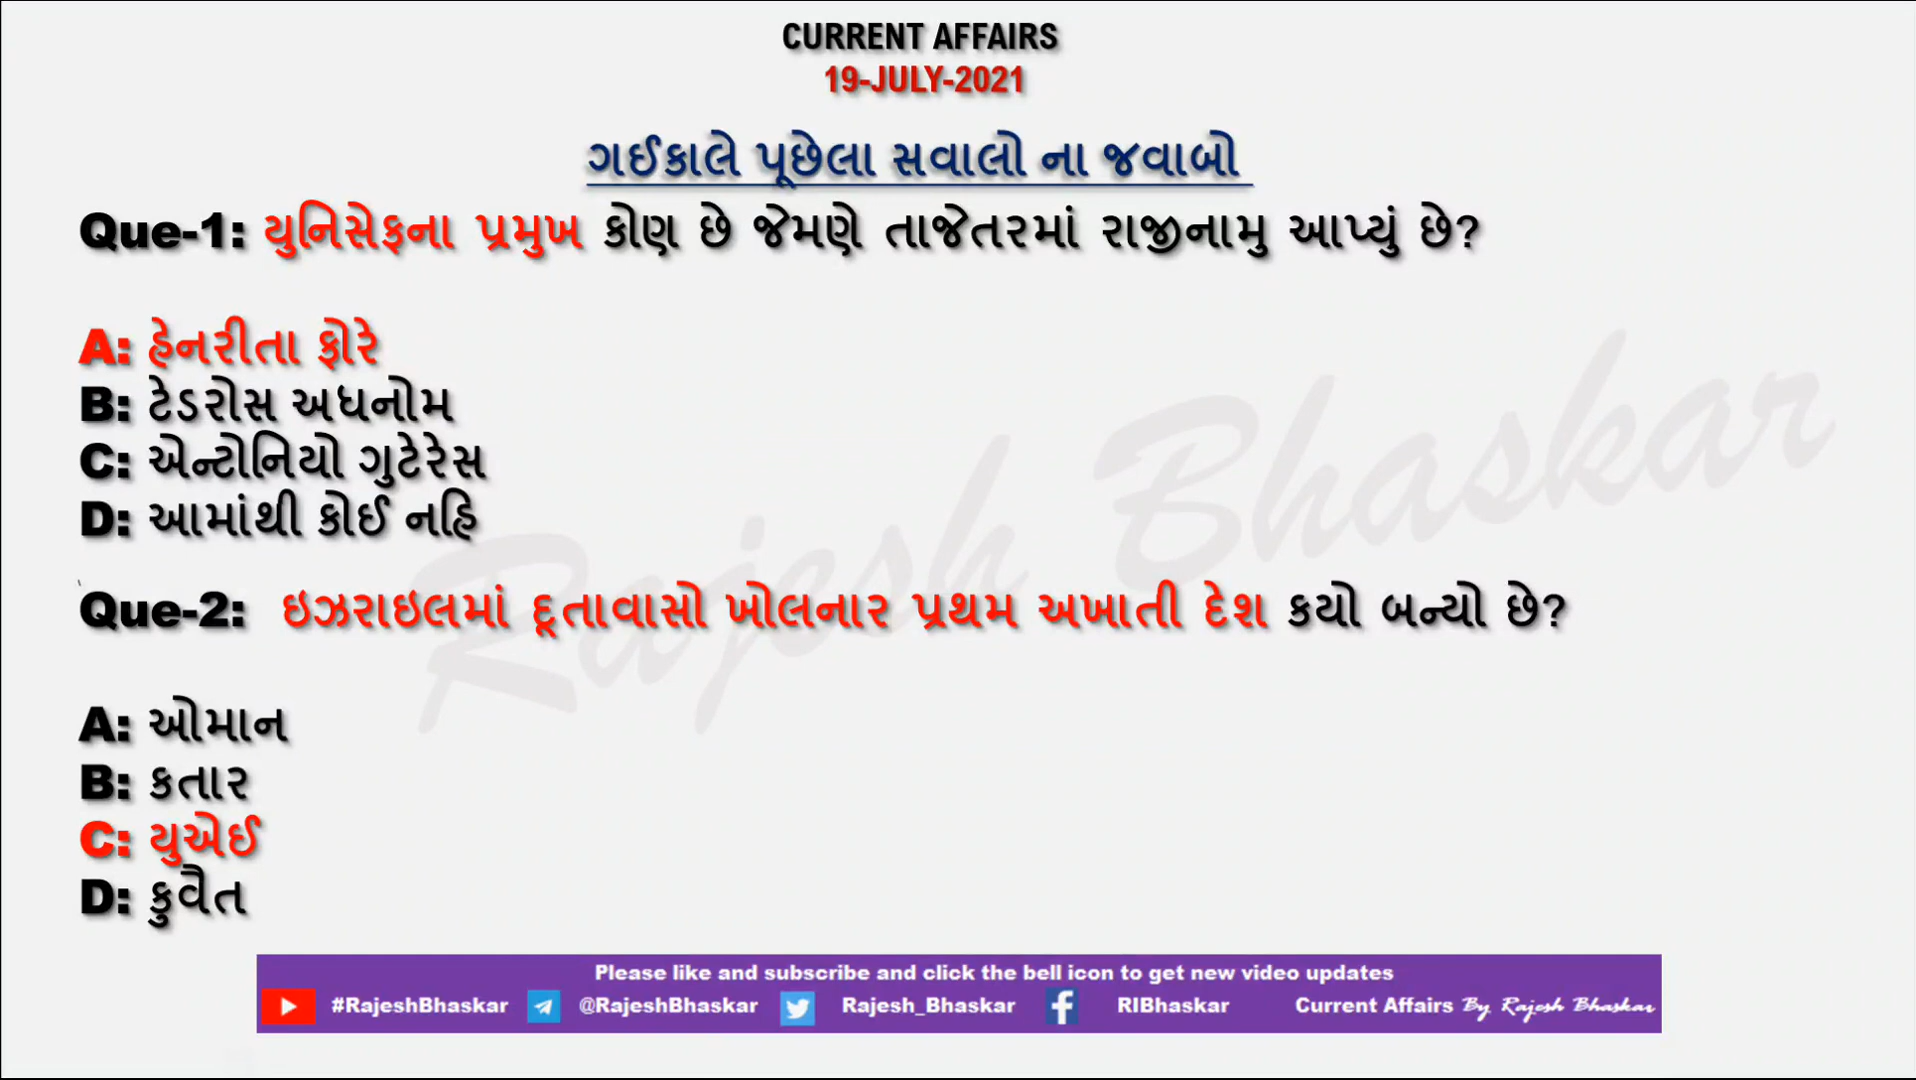 CURRENT AFFAIRS
19-JULY-2021
ગઈકાલે પૂછેલા સવાલો ના જવાબો
Que-1: યુનિસેફના પ્રમુખ કોણ છે જેમણે તાજેતરમાં રાજીનામુ આપ્યું છે?
A: હેનરીતા ફોરે
B: ટેડરોસ અધનોમ
C: એન્ટોનિયો ગુટેરેસ
D: આમાંથી કોઈ નહિ
Que-2: ઇઝરાઇલમાં દૂતાવાસો ખોલનાર પ્રથમ અખાતી દેશ કયો બન્યો છે?
A: ઓમાન
B: કતાર
C: યુએઈ
D: કુવૈત
Rajesh Bhaskar
Please like and subscribe and click the bell icon to get new video updates
#RajeshBhaskar @RajeshBhaskar Rajesh_Bhaskar RIBhaskar Current Affairs By Rajesh Bhaskar